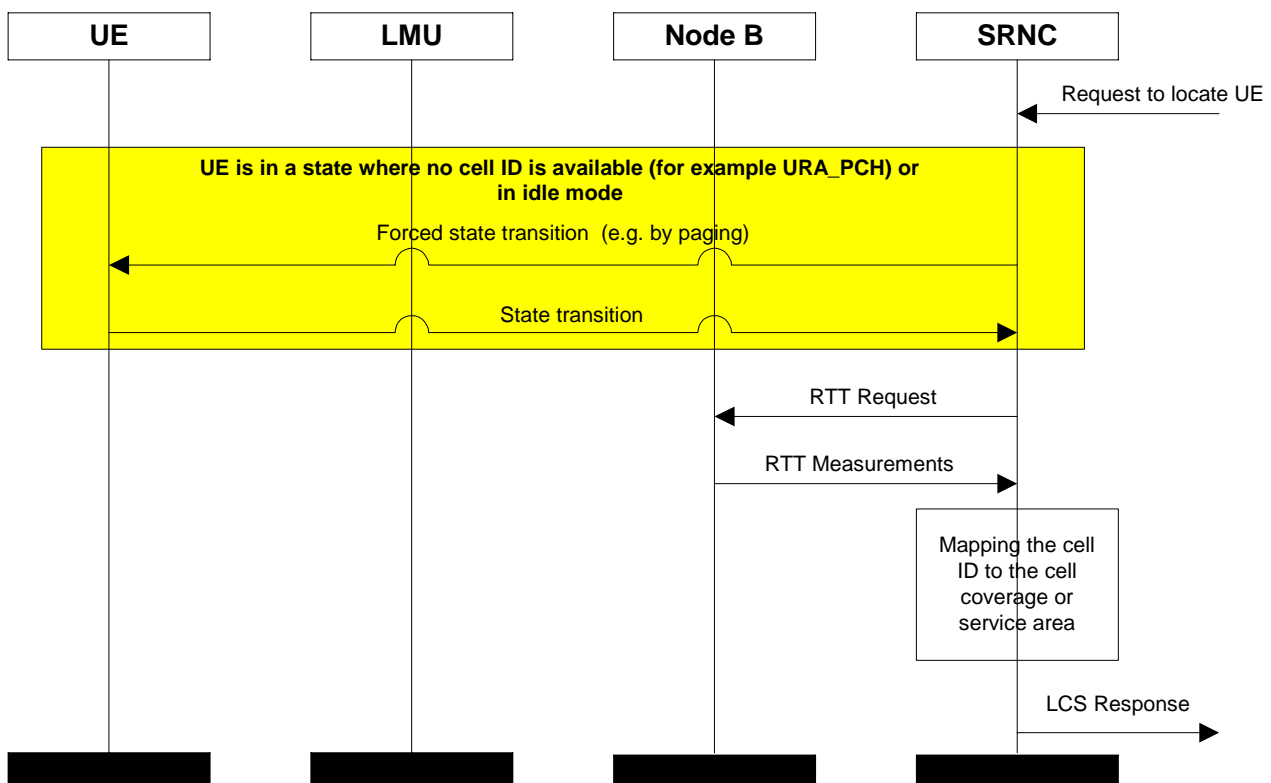 UE
LMU
Node B
SRNC
Request to locate UE
UE is in a state where no cell ID is available (for example URA_PCH) or
in idle mode
Forced state transition (e.g. by paging)
State transition
RTT Request
RTT Measurements
Mapping the cell
ID to the cell
coverage or
service area
LCS Response